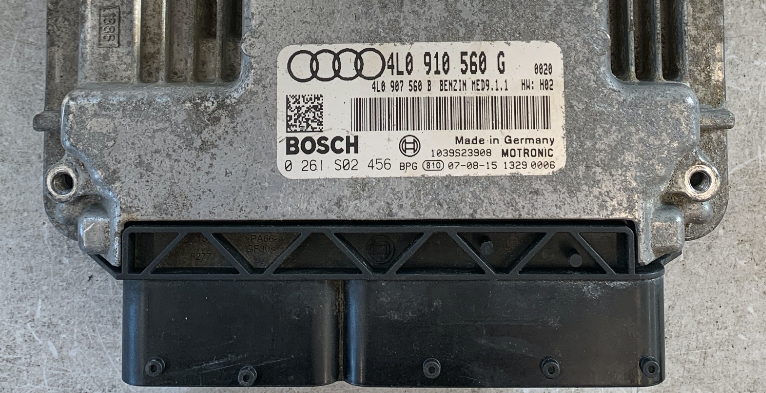 4L0 910 560 G 0020
4L0 907 560 B BENZIN MED9.1.1 HW: H02
BOSCH
Made in Germany
1039S23908 MOTRONIC
0 261 S02 456 BPG 810 07-08-15 1329 0006